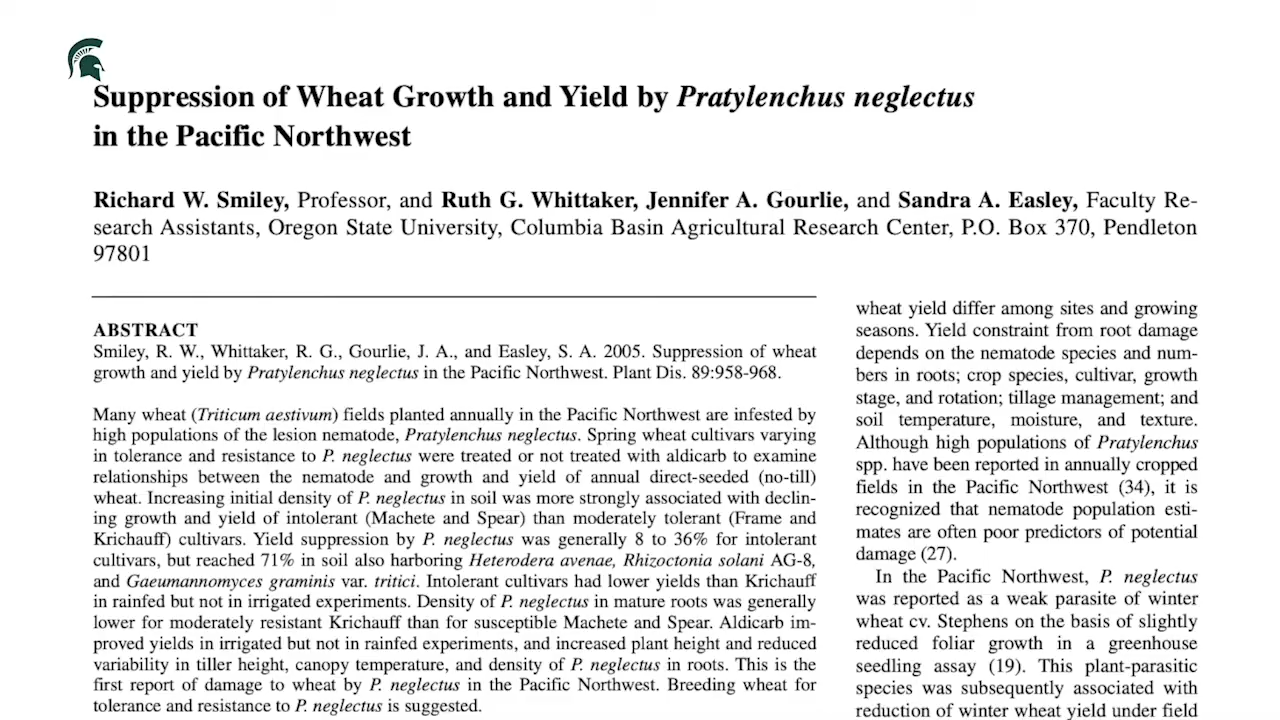 Suppression of Wheat Growth and Yield by Pratylenchus neglectus
in the Pacific Northwest
Richard W. Smiley, Professor, and Ruth G. Whittaker, Jennifer A. Gourlie, and Sandra A. Easley, Faculty Re-
search Assistants, Oregon State University, Columbia Basin Agricultural Research Center, P.O. Box 370, Pendleton
97801
ABSTRACT
Smiley, R. W., Whittaker, R. G., Gourlie, J. A., and Easley, S. A. 2005. Suppression of wheat
growth and yield by Pratylenchus neglectus in the Pacific Northwest. Plant Dis. 89:958-968.
Many wheat (Triticum aestivum) fields planted annually in the Pacific Northwest are infested by
high populations of the lesion nematode, Pratylenchus neglectus. Spring wheat cultivars varying
in tolerance and resistance to P. neglectus were treated or not treated with aldicarb to examine
relationships between the nematode and growth and yield of annual direct-seeded (no-till)
wheat. Increasing initial density of P. neglectus in soil was more strongly associated with declin-
ing growth and yield of intolerant (Machete and Spear) than moderately tolerant (Frame and
Krichauff) cultivars. Yield suppression by P. neglectus was generally 8 to 36% for intolerant
cultivars, but reached 71% in soil also harboring Heterodera avenae, Rhizoctonia solani AG-8,
and Gaeumannomyces graminis var. tritici. Intolerant cultivars had lower yields than Krichauff
in rainfed but not in irrigated experiments. Density of P. neglectus in mature roots was generally
lower for moderately resistant Krichauff than for susceptible Machete and Spear. Aldicarb im-
proved yields in irrigated but not in rainfed experiments, and increased plant height and reduced
variability in tiller height, canopy temperature, and density of P. neglectus in roots. This is the
first report of damage to wheat by P. neglectus in the Pacific Northwest. Breeding wheat for
tolerance and resistance to P. neglectus is suggested.
wheat yield differ among sites and growing
seasons. Yield constraint from root damage
depends on the nematode species and num-
bers in roots; crop species, cultivar, growth
stage, and rotation; tillage management; and
soil temperature, moisture, and texture.
Although high populations of Pratylenchus
spp. have been reported in annually cropped
fields in the Pacific Northwest (34), it is
recognized that nematode population esti-
mates are often poor predictors of potential
damage (27).
In the Pacific Northwest, P. neglectus
was reported as a weak parasite of winter
wheat cv. Stephens on the basis of slightly
reduced foliar growth in a greenhouse
seedling assay (19). This plant-parasitic
species was subsequently associated with
reduction of winter wheat yield under field